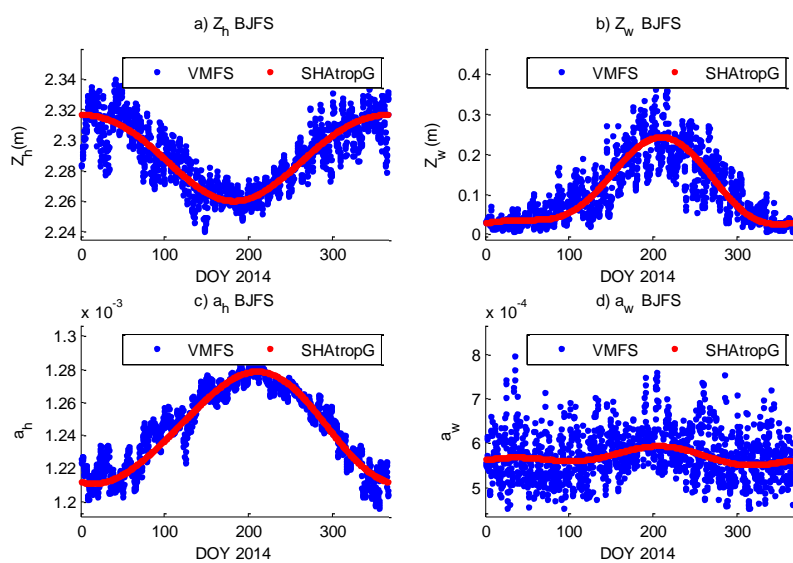 a) Z_h BJFS
VMFS SHAtropG
2.34
2.32
2.3
2.28
2.26
2.24
Z_h(m)
0 100 200 300
DOY 2014
b) Z_w BJFS
VMFS SHAtropG
0.4
0.3
0.2
0.1
0
Z_w (m)
0 100 200 300
DOY 2014
c) a_h BJFS
x 10^-3
VMFS SHAtropG
1.3
1.28
1.26
1.24
1.22
1.2
a_h
0 100 200 300
DOY 2014
d) a_w BJFS
x 10^-4
VMFS SHAtropG
8
7
6
5
a_w
0 100 200 300
DOY 2014